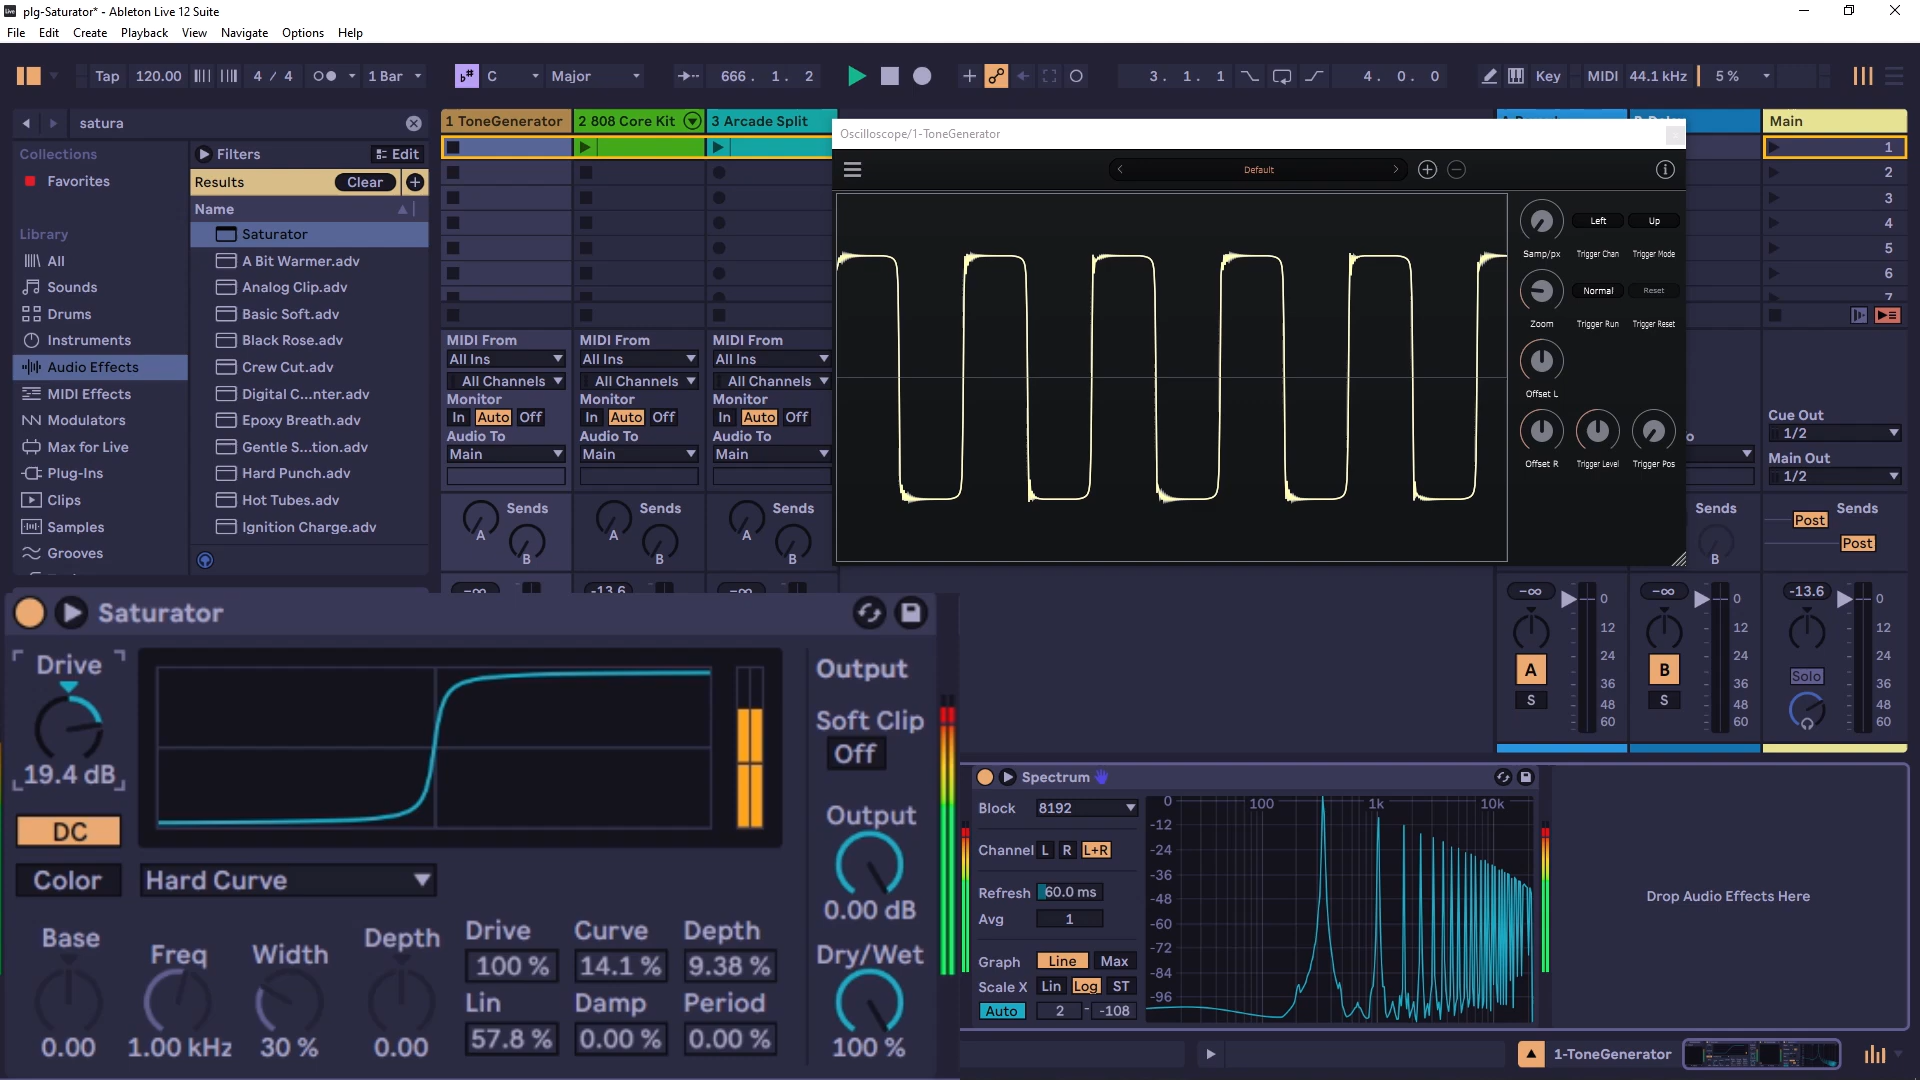 plg-Saturator* - Ableton Live 12 Suite
File Edit Create Playback View Navigate Options Help
Tap 120.00 4 / 4 1 Bar C Major 666. 1. 2 3. 1. 1 4. 0. 0 Key MIDI 44.1 kHz 5 %
satura
Collections
Favorites
Library
All
Sounds
Drums
Instruments
Audio Effects
MIDI Effects
Modulators
Max for Live
Plug-Ins
Clips
Samples
Grooves
Filters Edit
Results Clear
Name
Saturator
A Bit Warmer.adv
Analog Clip.adv
Basic Soft.adv
Black Rose.adv
Crew Cut.adv
Digital C...nter.adv
Epoxy Breath.adv
Gentle S...tion.adv
Hard Punch.adv
Hot Tubes.adv
Ignition Charge.adv
1 ToneGenerator 2 808 Core Kit 3 Arcade Split
MIDI From MIDI From MIDI From
All Ins All Ins All Ins
All Channels All Channels All Channels
Monitor Monitor Monitor
In Auto Off In Auto Off In Auto Off
Audio To Audio To Audio To
Main Main Main
Sends Sends Sends
A A A
B B B
-∞ -13.6 -∞
Oscilloscope/1-ToneGenerator
Default
Left Up
Samp/px Trigger Chan Trigger Mode
Normal Reset
Zoom Trigger Run Trigger Reset
Offset L
Offset R Trigger Level Trigger Pos
Main
1
2
3
4
5
6
7
Cue Out
1/2
Main Out
1/2
Sends Sends
Post
Post
B
-∞ -∞ -13.6
0 0 0
12 12 12
24 24 24
36 36 36
48 48 48
60 60 60
A B Solo
S S
Saturator
Drive
19.4 dB
DC
Color Hard Curve
Base Freq Width Depth
0.00 1.00 kHz 30 % 0.00
Drive Curve Depth
100 % 14.1 % 9.38 %
Lin Damp Period
57.8 % 0.00 % 0.00 %
Output
Soft Clip
Off
Output
0.00 dB
Dry/Wet
100 %
Spectrum
Block 8192
Channel L R L+R
Refresh 60.0 ms
Avg 1
Graph Line Max
Scale X Lin Log ST
Auto 2 - -108
0 100 1k 10k
-12
-24
-36
-48
-60
-72
-84
-96
Drop Audio Effects Here
1-ToneGenerator